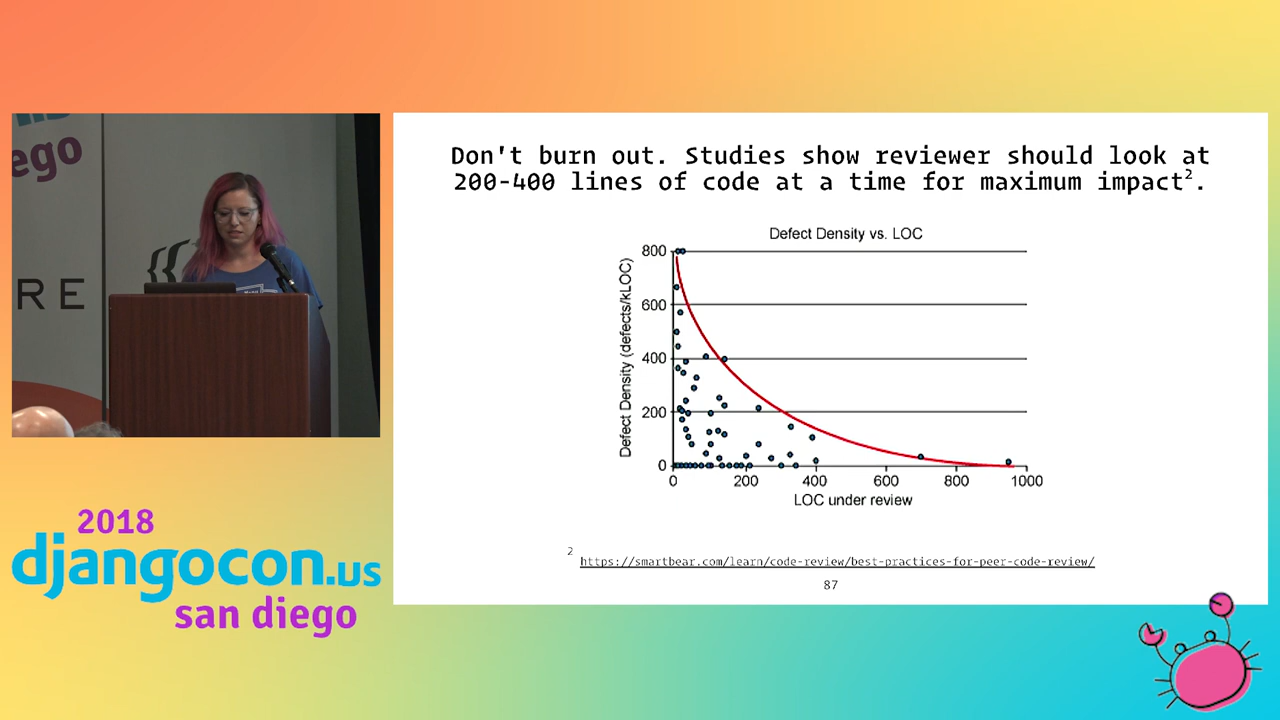 ego
RE
Don't burn out. Studies show reviewer should look at
200-400 lines of code at a time for maximum impact².
Defect Density vs. LOC
Defect Density (defects/kLOC)
800
600
400
200
0
0 200 400 600 800 1000
LOC under review
2 https://smartbear.com/learn/code-review/best-practices-for-peer-code-review/
87
2018
djangocon.us
san diego